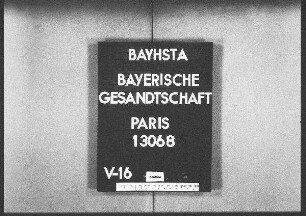 BAYHSTA
BAYERISCHE
GESANDTSCHAFT
PARIS
13068
V-16